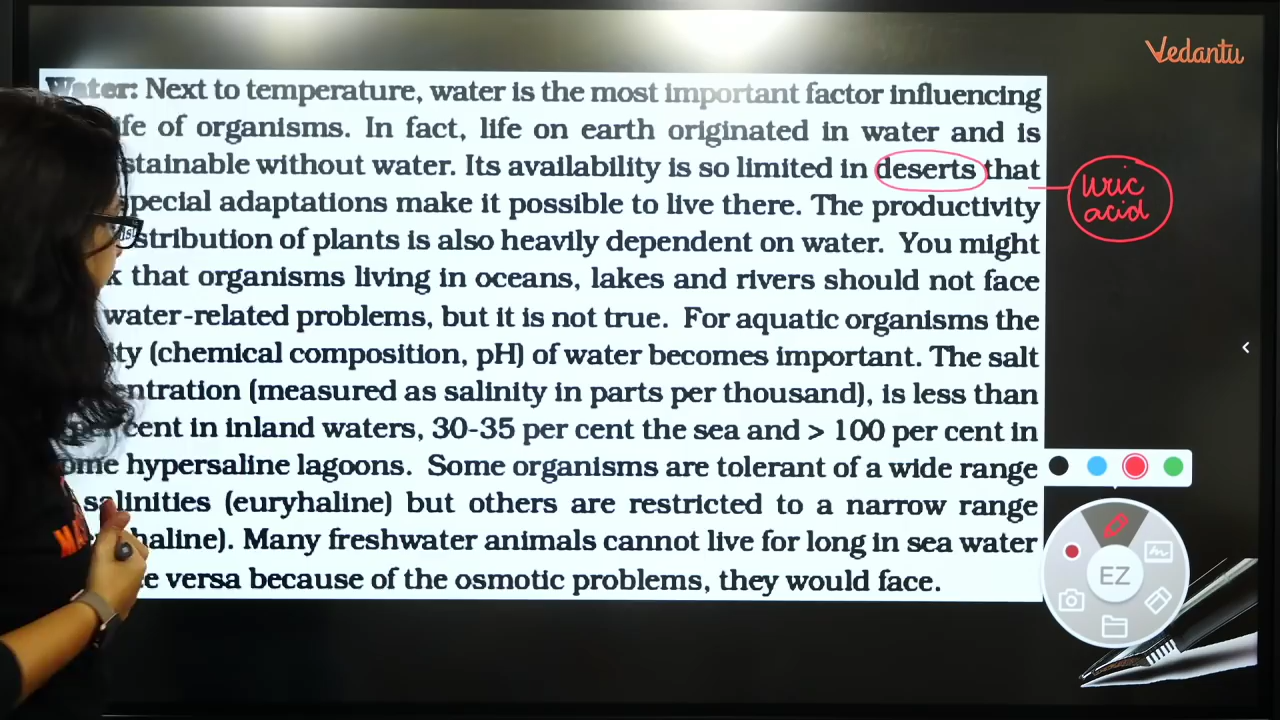 Vedantu
Water: Next to temperature, water is the most important factor influencing
life of organisms. In fact, life on earth originated in water and is
stainable without water. Its availability is so limited in deserts that
special adaptations make it possible to live there. The productivity
stribution of plants is also heavily dependent on water. You might
k that organisms living in oceans, lakes and rivers should not face
water-related problems, but it is not true. For aquatic organisms the
ty (chemical composition, pH) of water becomes important. The salt
entration (measured as salinity in parts per thousand), is less than
cent in inland waters, 30-35 per cent the sea and > 100 per cent in
some hypersaline lagoons. Some organisms are tolerant of a wide range
salinities (euryhaline) but others are restricted to a narrow range
haline). Many freshwater animals cannot live for long in sea water
e versa because of the osmotic problems, they would face.
uric
acid
EZ